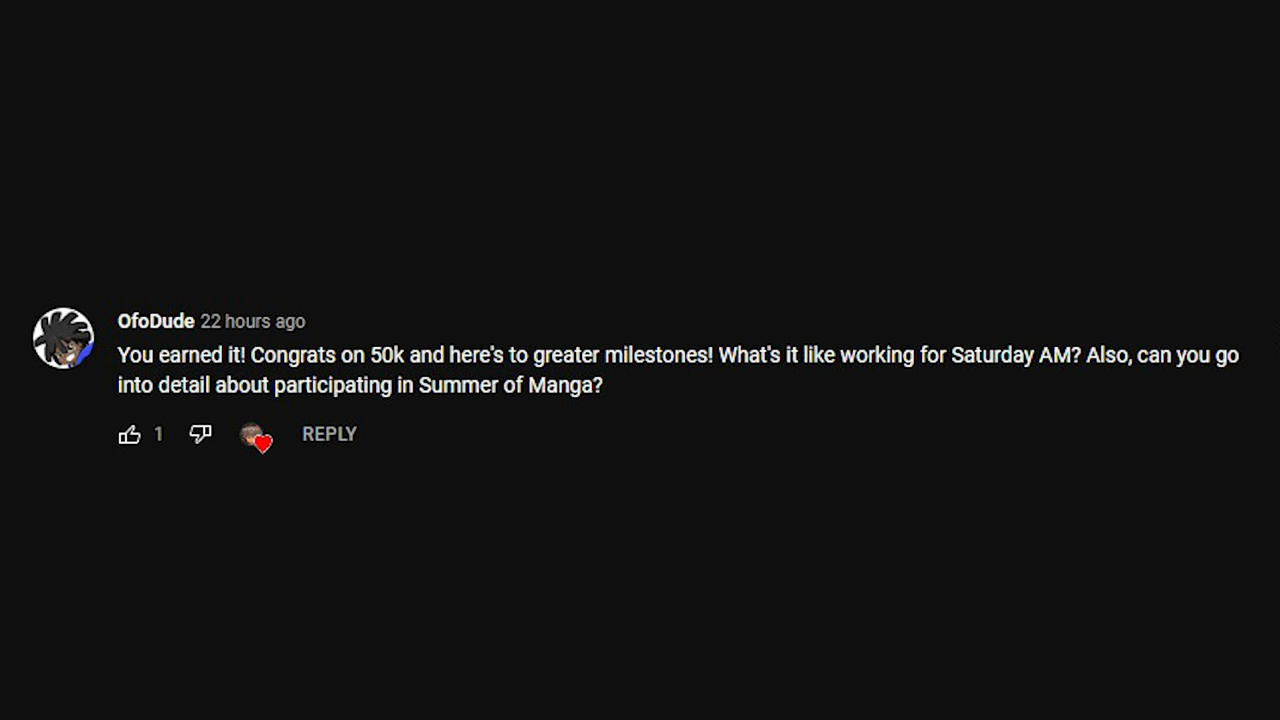 OfoDude 22 hours ago
You earned it! Congrats on 50k and here's to greater milestones! What's it like working for Saturday AM? Also, can you go
into detail about participating in Summer of Manga?
1 REPLY